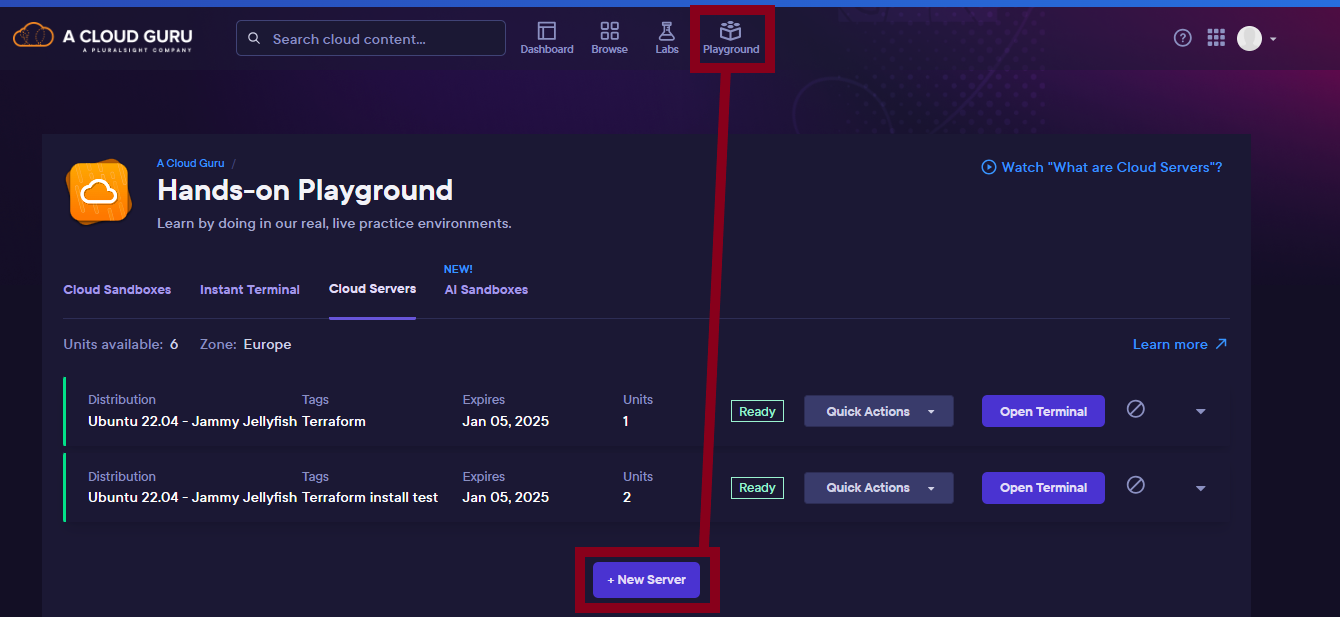 A CLOUD GURU
A PLURALSIGHT COMPANY
Search cloud content...
Dashboard
Browse
Labs
Playground
?
A Cloud Guru /
Hands-on Playground
Learn by doing in our real, live practice environments.
Watch "What are Cloud Servers"?
NEW!
Cloud Sandboxes Instant Terminal Cloud Servers AI Sandboxes
Units available: 6 Zone: Europe Learn more
Distribution Tags Expires Units
Ubuntu 22.04 - Jammy Jellyfish Terraform Jan 05, 2025 1 Ready Quick Actions Open Terminal
Distribution Tags Expires Units
Ubuntu 22.04 - Jammy Jellyfish Terraform install test Jan 05, 2025 2 Ready Quick Actions Open Terminal
+ New Server